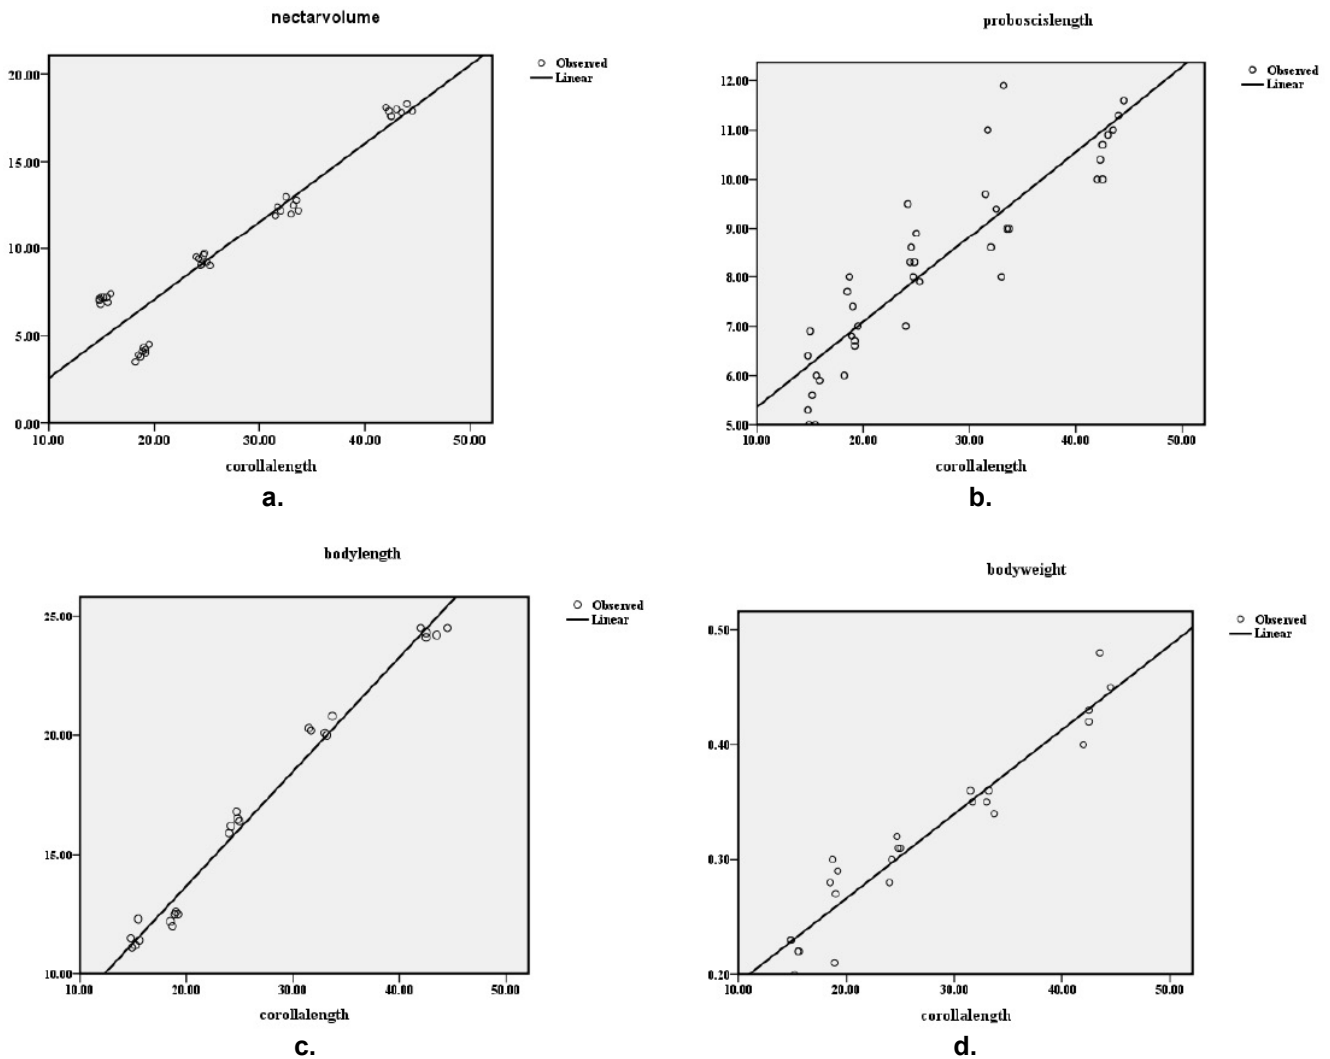 nectarvolume
20.00
15.00
10.00
5.00
0.00
10.00 20.00 30.00 40.00 50.00
corollalength
Observed
Linear
a.
proboscislength
12.00
11.00
10.00
9.00
8.00
7.00
6.00
5.00
10.00 20.00 30.00 40.00 50.00
corollalength
Observed
Linear
b.
bodylength
25.00
20.00
15.00
10.00
10.00 20.00 30.00 40.00 50.00
corollalength
Observed
Linear
c.
bodyweight
0.50
0.40
0.30
0.20
10.00 20.00 30.00 40.00 50.00
corollalength
Observed
Linear
d.